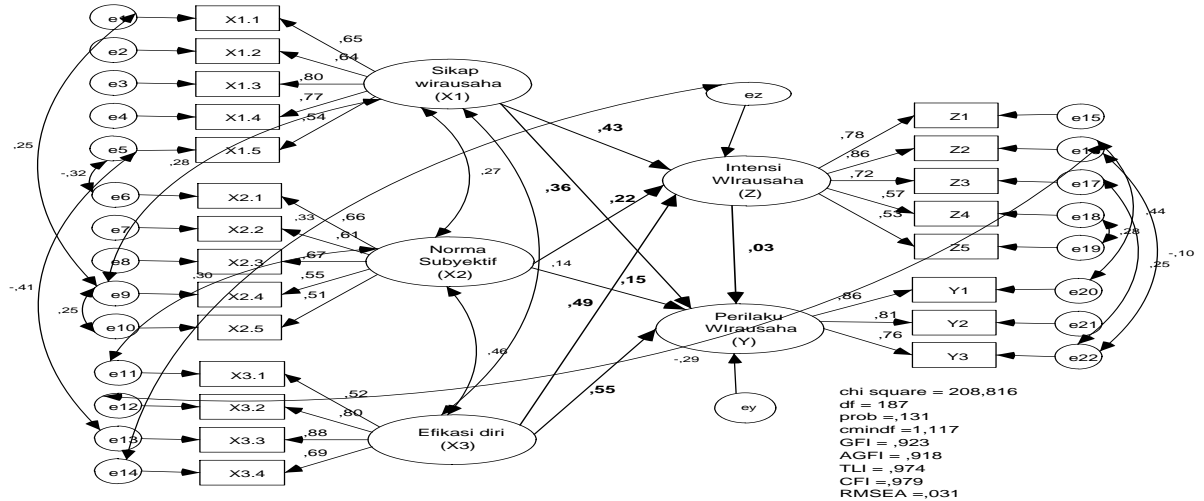 e1
X1.1
e2
X1.2
e3
X1.3
e4
X1.4
e5
X1.5
,65
,64
,80
,77
,54
Sikap
wirausaha
(X1)
,25
-,32
,28
e6
X2.1
e7
X2.2
e8
X2.3
e9
X2.4
e10
X2.5
,33
,66
,61
,67
,30
,55
,51
Norma
Subyektif
(X2)
-,41
,25
,27
e11
X3.1
e12
X3.2
e13
X3.3
e14
X3.4
,52
,80
,88
,69
Efikasi diri
(X3)
,46
ez
,43
,36
,22
,14
,15
,49
,55
-,29
Intensi
WIrausaha
(Z)
,03
Perilaku
WIrausaha
(Y)
ey
,78
,86
,72
,57
,53
Z1
e15
Z2
Z3
e17
Z4
e18
Z5
e19
,86
,81
,76
Y1
e20
Y2
e21
Y3
e22
,44
,28
,25
-,10
chi square = 208,816
df = 187
prob =,131
cmindf =1,117
GFI = ,923
AGFI = ,918
TLI = ,974
CFI = ,979
RMSEA =,031